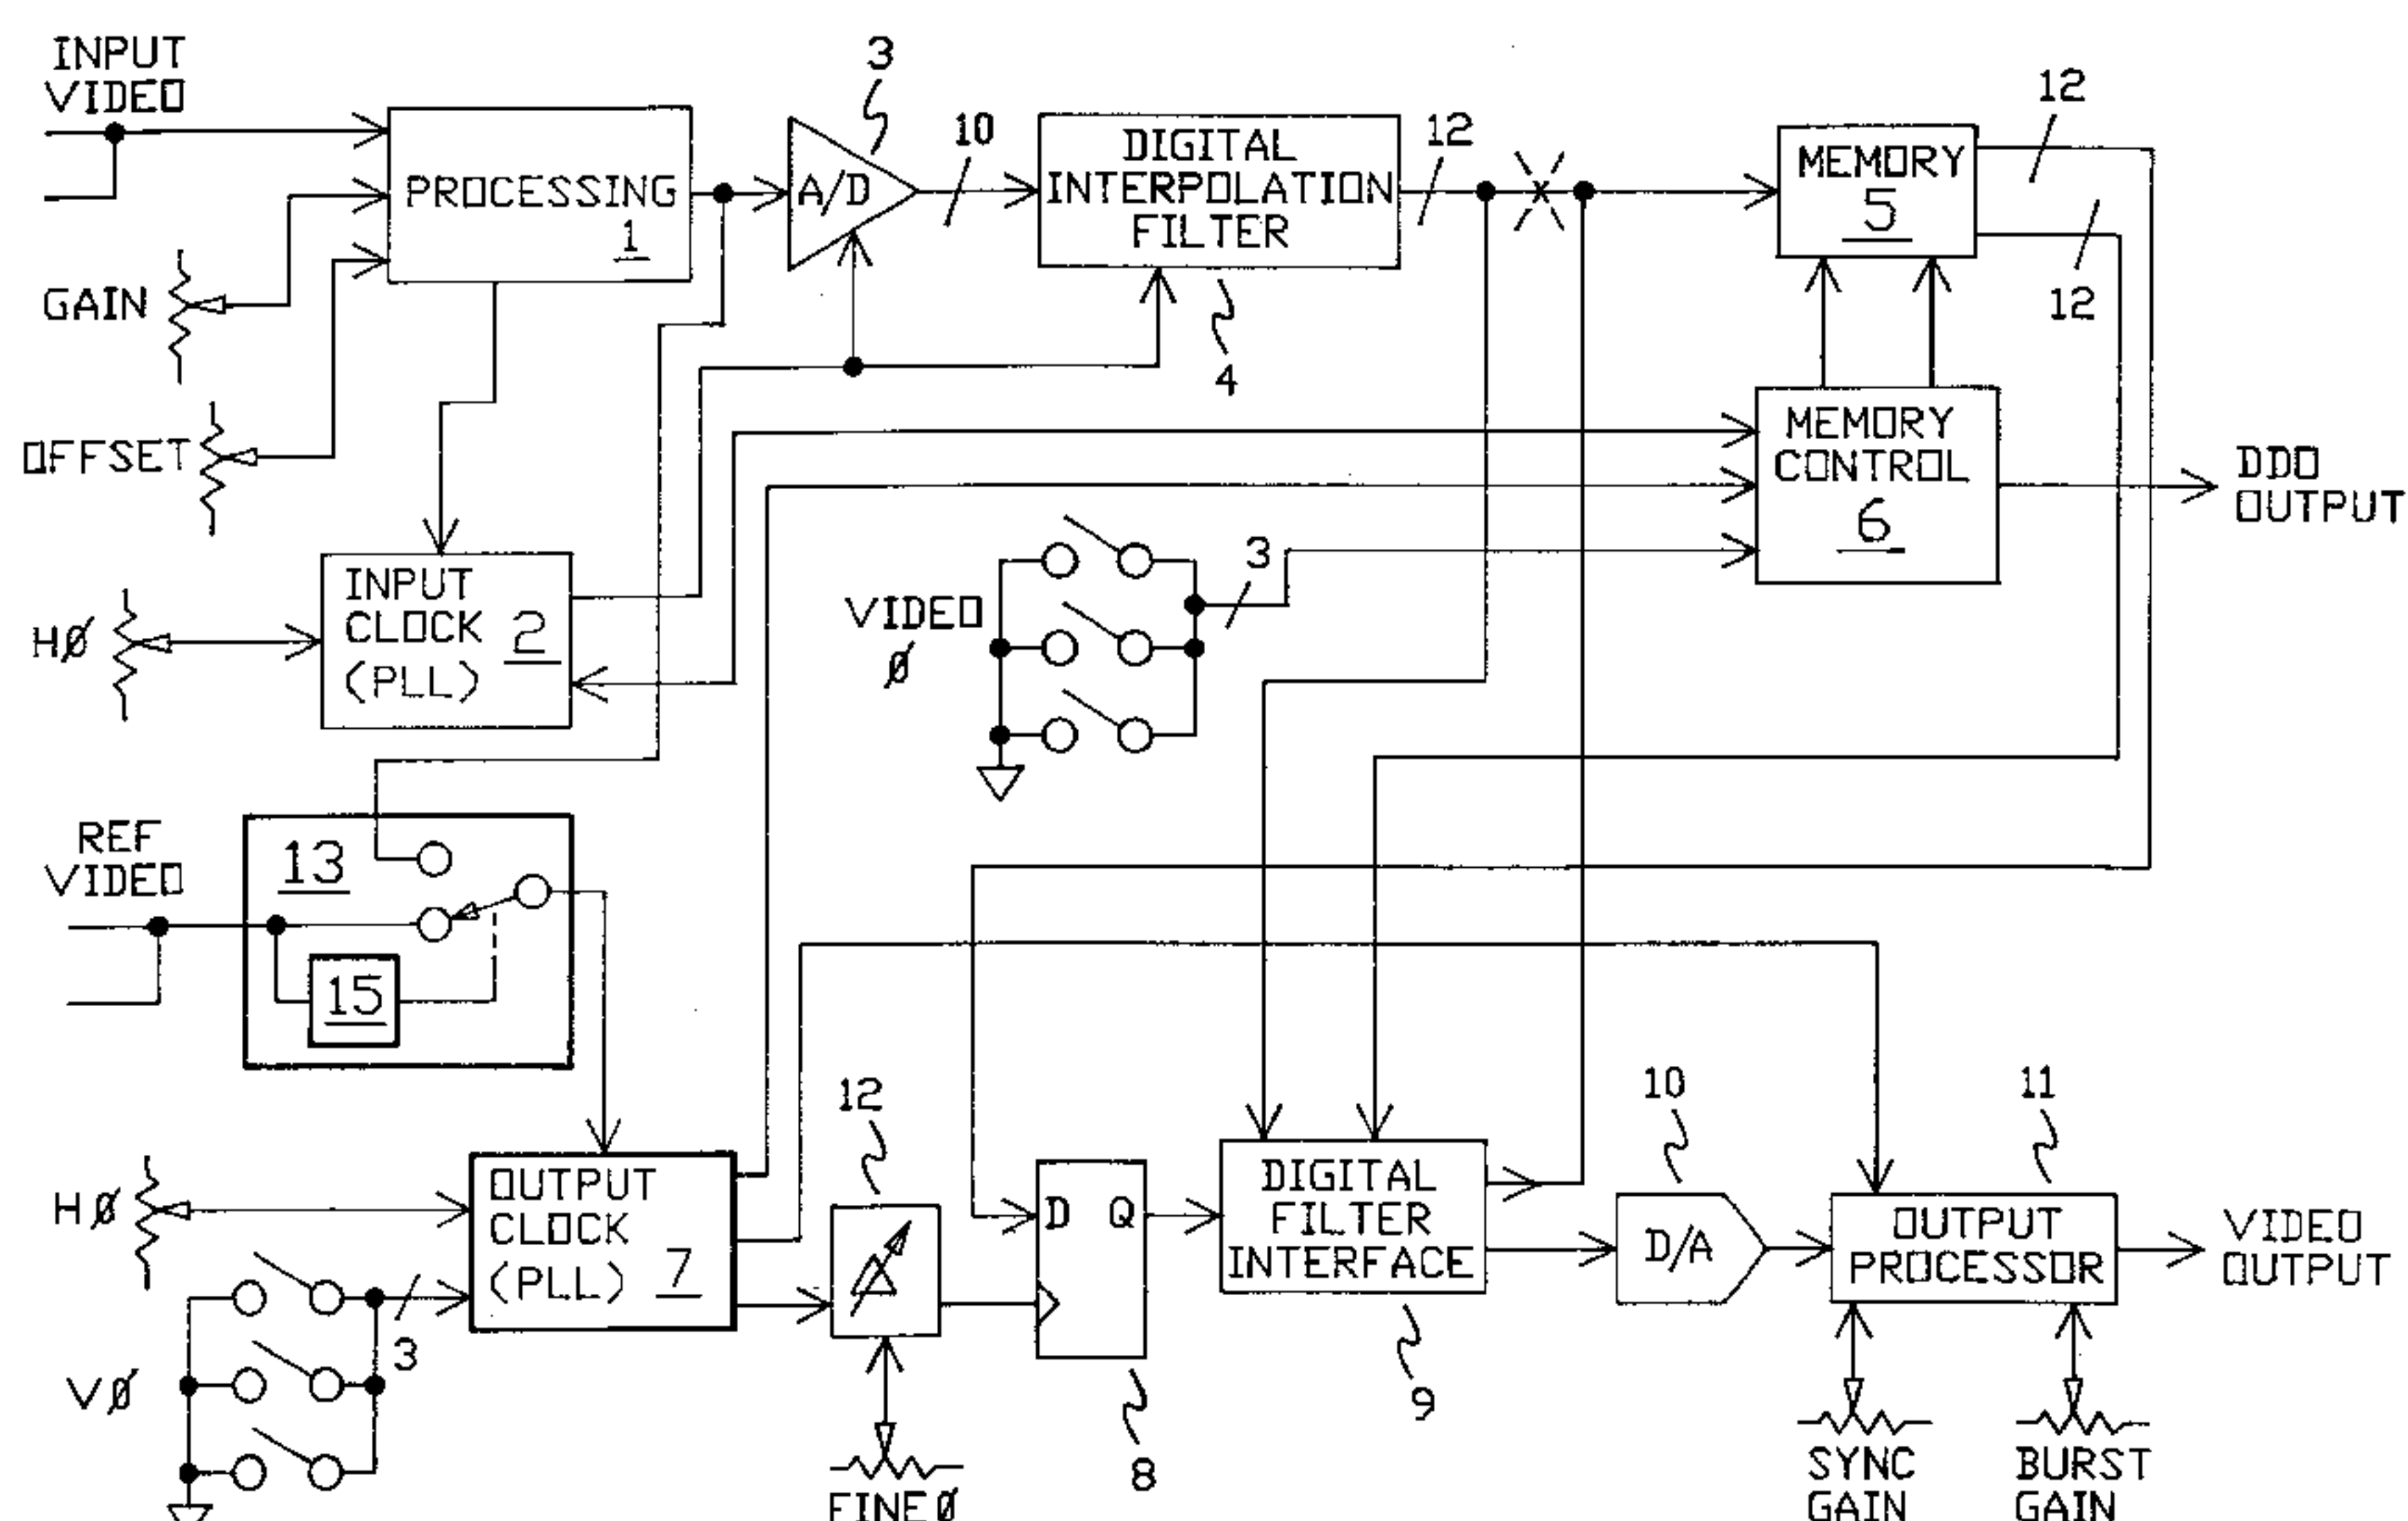 INPUT
VIDEO
GAIN
OFFSET
HØ
PROCESSING
1
INPUT
CLOCK 2
(PLL)
3
A/D
10
DIGITAL
INTERPOLATION
FILTER
4
12
MEMORY
5
12
12
MEMORY
CONTROL
6
DDO
OUTPUT
VIDEO
Ø
3
REF
VIDEO
13
15
HØ
VØ
3
OUTPUT
CLOCK
(PLL) 7
12
FINEØ
D Q
8
DIGITAL
FILTER
INTERFACE
9
10
D/A
11
OUTPUT
PROCESSOR
VIDEO
OUTPUT
SYNC
GAIN
BURST
GAIN